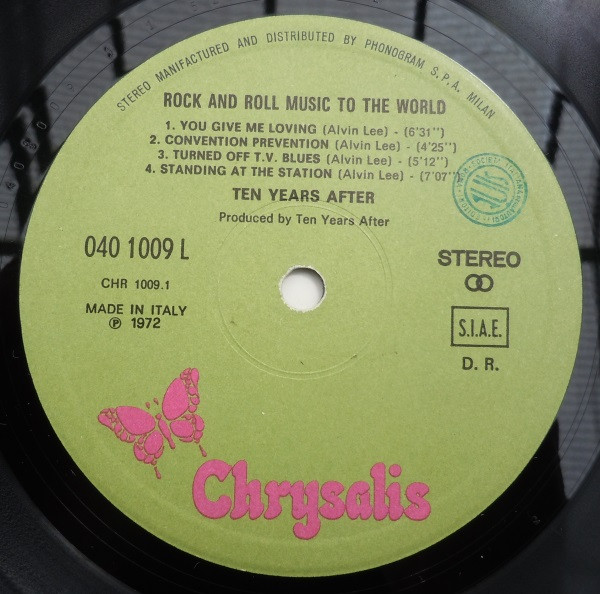 STEREO MANIFACTURED AND DISTRIBUTED BY PHONOGRAM S.P.A. MILAN
ROCK AND ROLL MUSIC TO THE WORLD
1. YOU GIVE ME LOVING (Alvin Lee) - (6'31'')
2. CONVENTION PREVENTION (Alvin Lee) - (4'25'')
3. TURNED OFF T.V. BLUES (Alvin Lee) - (5'12'')
4. STANDING AT THE STATION (Alvin Lee) - (7'07'')
TEN YEARS AFTER
Produced by Ten Years After
040 1009 L
STEREO
CHR 1009.1
MADE IN ITALY
℗ 1972
S.I.A.E.
D. R.
Chrysalis